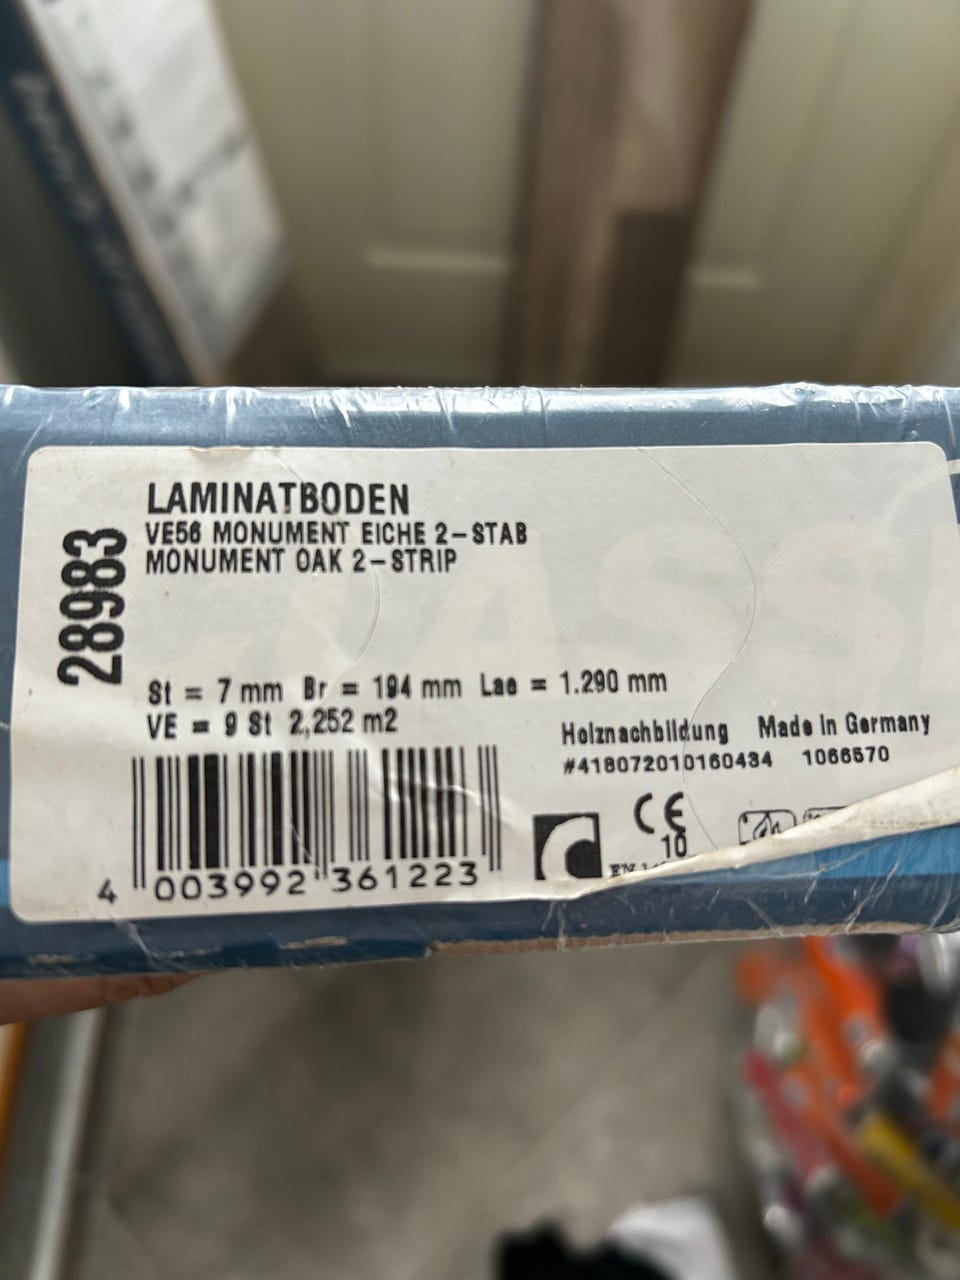 28983
LAMINATBODEN
VE56 MONUMENT EICHE 2-STAB
MONUMENT OAK 2-STRIP
St = 7 mm Br = 194 mm Lae = 1.290 mm
VE = 9 St 2,252 m2
Holznachbildung Made in Germany
#418072010160434 1066570
CE
10
EN
4 003992 361223